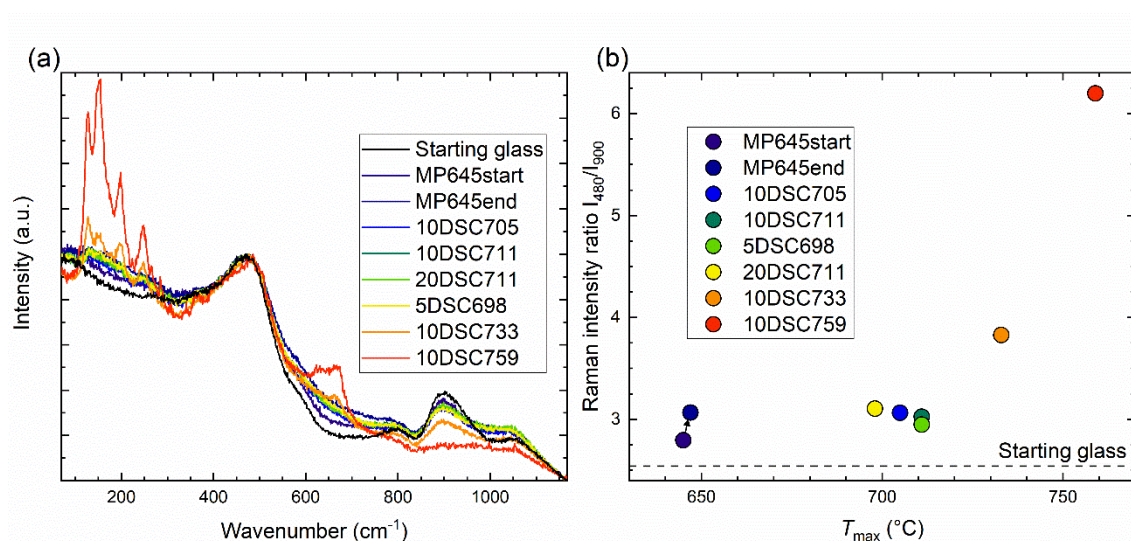 (a)
(b)
Intensity (a.u.)
Starting glass
MP645start
MP645end
10DSC705
10DSC711
20DSC711
5DSC698
10DSC733
10DSC759
200 400 600 800 1000
Wavenumber (cm⁻¹)
Raman intensity ratio I₄₈₀/I₉₀₀
6
5
4
3
MP645start
MP645end
10DSC705
10DSC711
5DSC698
20DSC711
10DSC733
10DSC759
Starting glass
650 700 750
Tmax (°C)